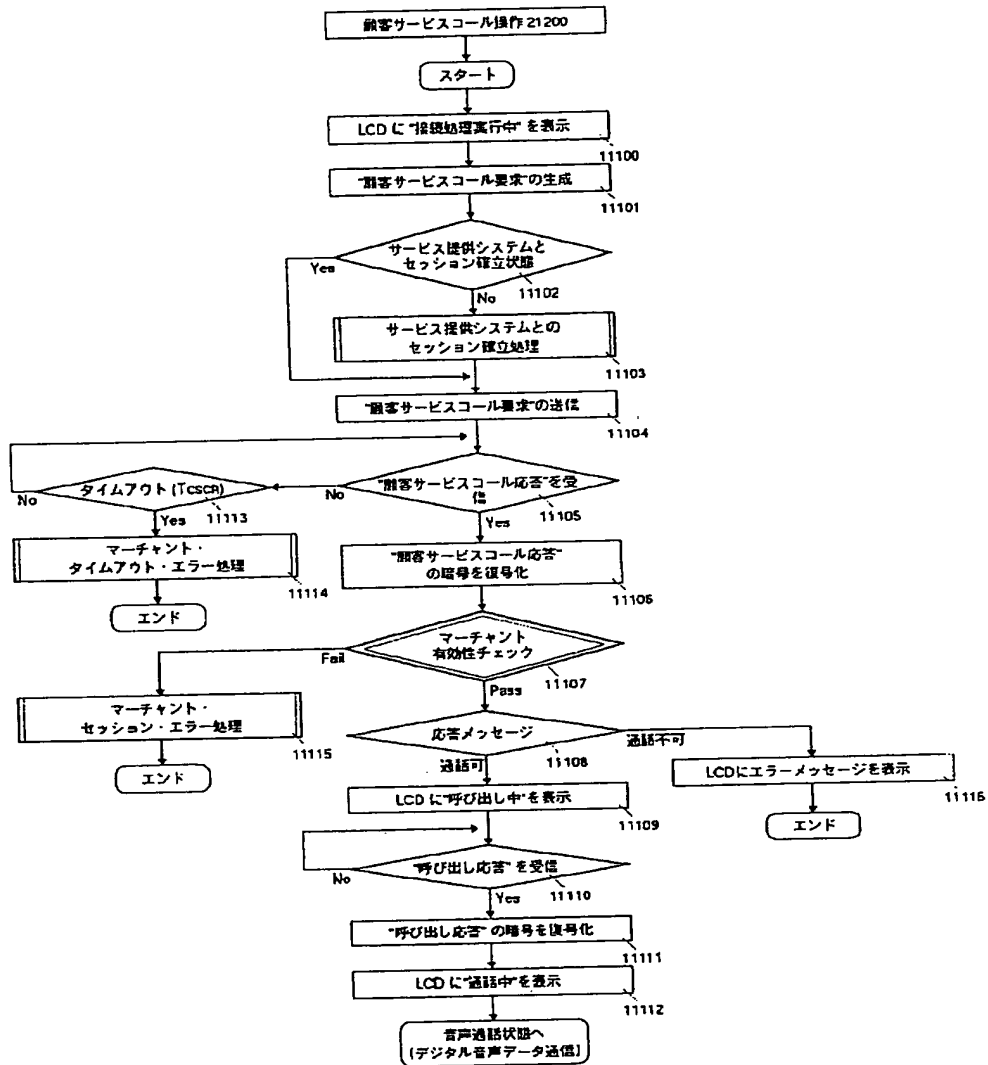 顧客サービスコール操作 21200
スタート
LCD に "接続処理実行中" を表示
11100
"顧客サービスコール要求"の生成
11101
サービス提供システムと
セッション確立状態
Yes
11102
No
サービス提供システムとの
セッション確立処理
11103
"顧客サービスコール要求"の送信
11104
タイムアウト (TCSCR)
No
11113
Yes
"顧客サービスコール応答"を受
信
No
11105
Yes
マーチャント・
タイムアウト・エラー処理
11114
エンド
"顧客サービスコール応答"
の暗号を復号化
11106
マーチャント
有効性チェック
Fail
11107
Pass
マーチャント・
セッション・エラー処理
11115
エンド
応答メッセージ
通話不可
11108
通話可
LCDにエラーメッセージを表示
11116
エンド
LCD に"呼び出し中"を表示
11109
"呼び出し応答" を受信
No
11110
Yes
"呼び出し応答" の暗号を復号化
11111
LCD に"通話中"を表示
11112
音声通話状態へ
(デジタル音声データ通信)